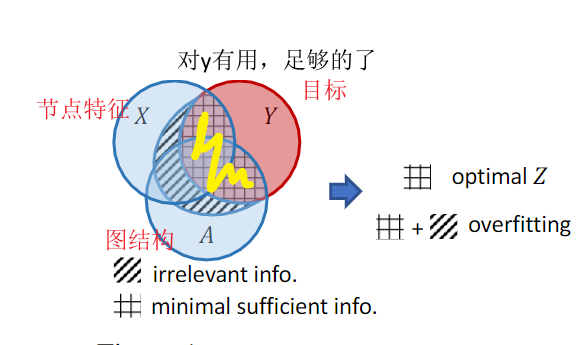 对y有用，足够的了
目标
节点特征
X
Y
optimal Z
+ overfitting
图结构
A
irrelevant info.
minimal sufficient info.